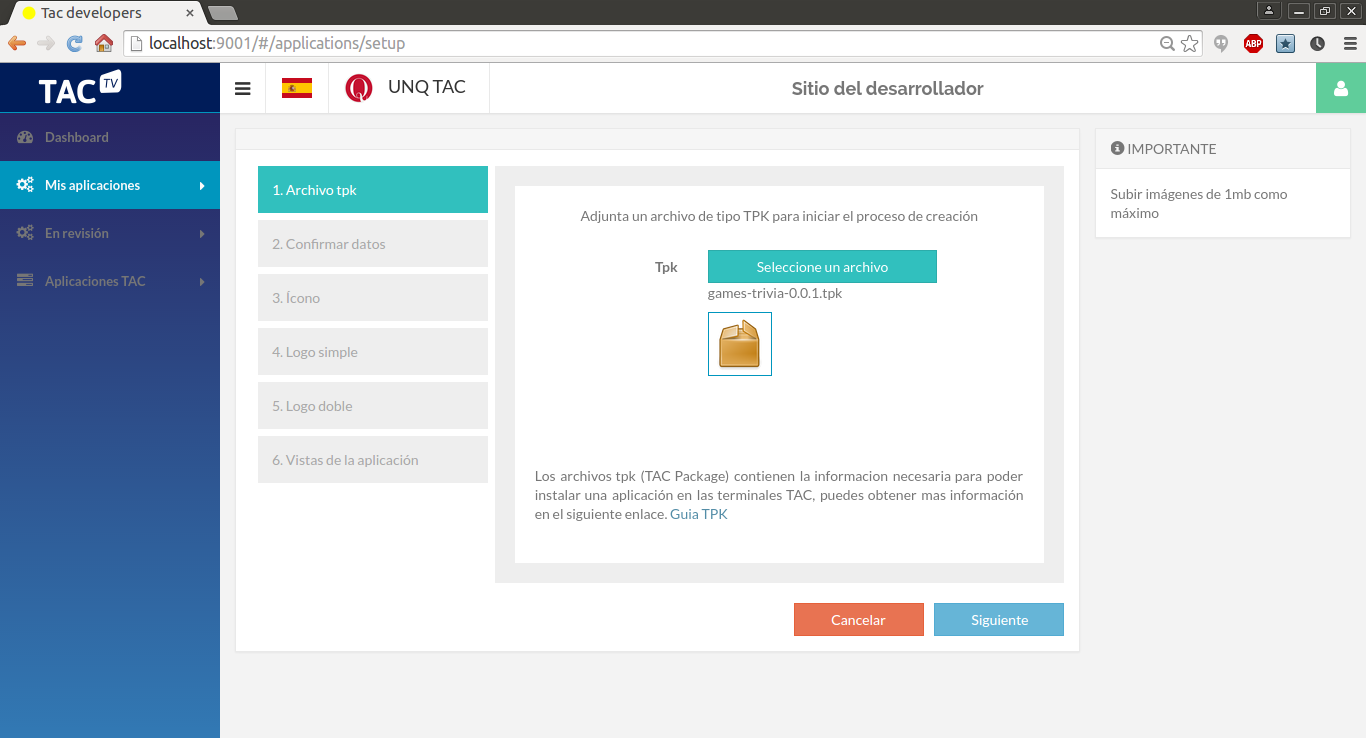 Tac developers
localhost:9001/#/applications/setup
ABP
TAC TV
UNQ TAC
Sitio del desarrollador
Dashboard
Mis aplicaciones
En revisión
Aplicaciones TAC
1. Archivo tpk
2. Confirmar datos
3. Ícono
4. Logo simple
5. Logo doble
6. Vistas de la aplicación
Adjunta un archivo de tipo TPK para iniciar el proceso de creación
Tpk
Seleccione un archivo
games-trivia-0.0.1.tpk
Los archivos tpk (TAC Package) contienen la informacion necesaria para poder
instalar una aplicación en las terminales TAC, puedes obtener mas información
en el siguiente enlace. Guia TPK
Cancelar
Siguiente
IMPORTANTE
Subir imágenes de 1mb como
máximo